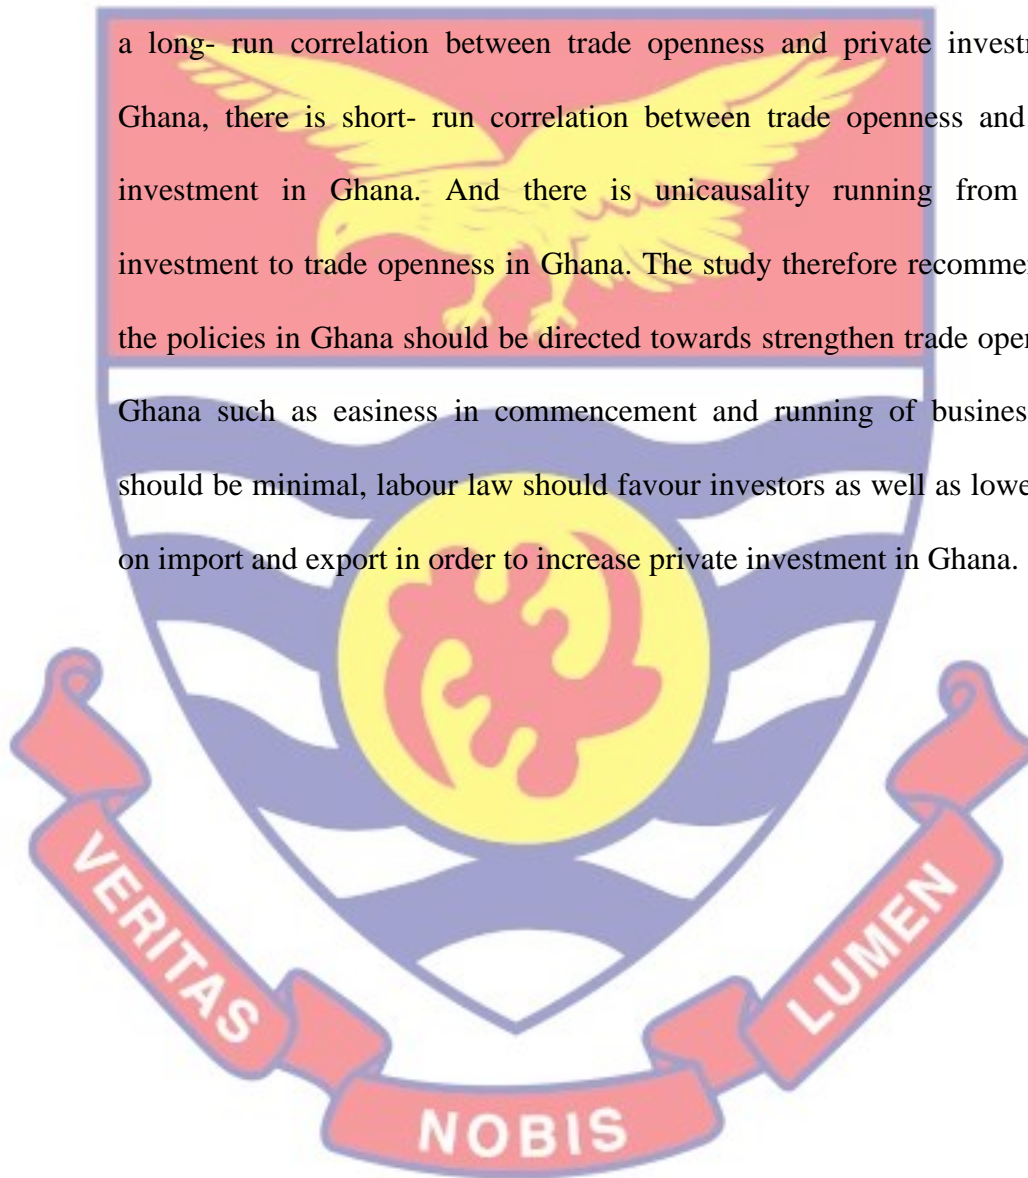 a long- run correlation between trade openness and private invest
Ghana, there is short- run correlation between trade openness and
investment in Ghana. And there is unicausality running from
investment to trade openness in Ghana. The study therefore recomme
the policies in Ghana should be directed towards strengthen trade ope
Ghana such as easiness in commencement and running of busines
should be minimal, labour law should favour investors as well as lowe
on import and export in order to increase private investment in Ghana.
VERITAS
NOBIS
LUMEN